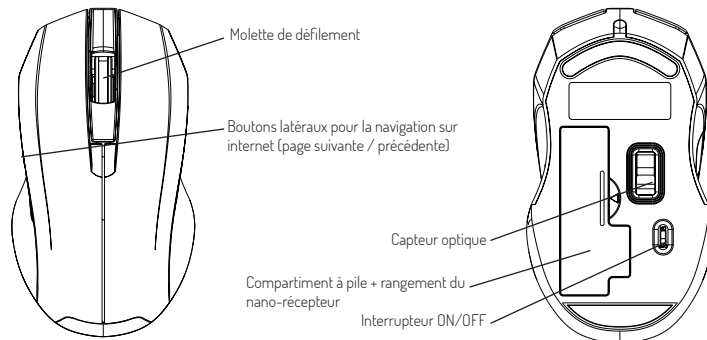 Molette de défilement
Boutons latéraux pour la navigation sur
internet (page suivante / précédente)
Capteur optique
Compartiment à pile + rangement du
nano-récepteur
Interrupteur ON/OFF